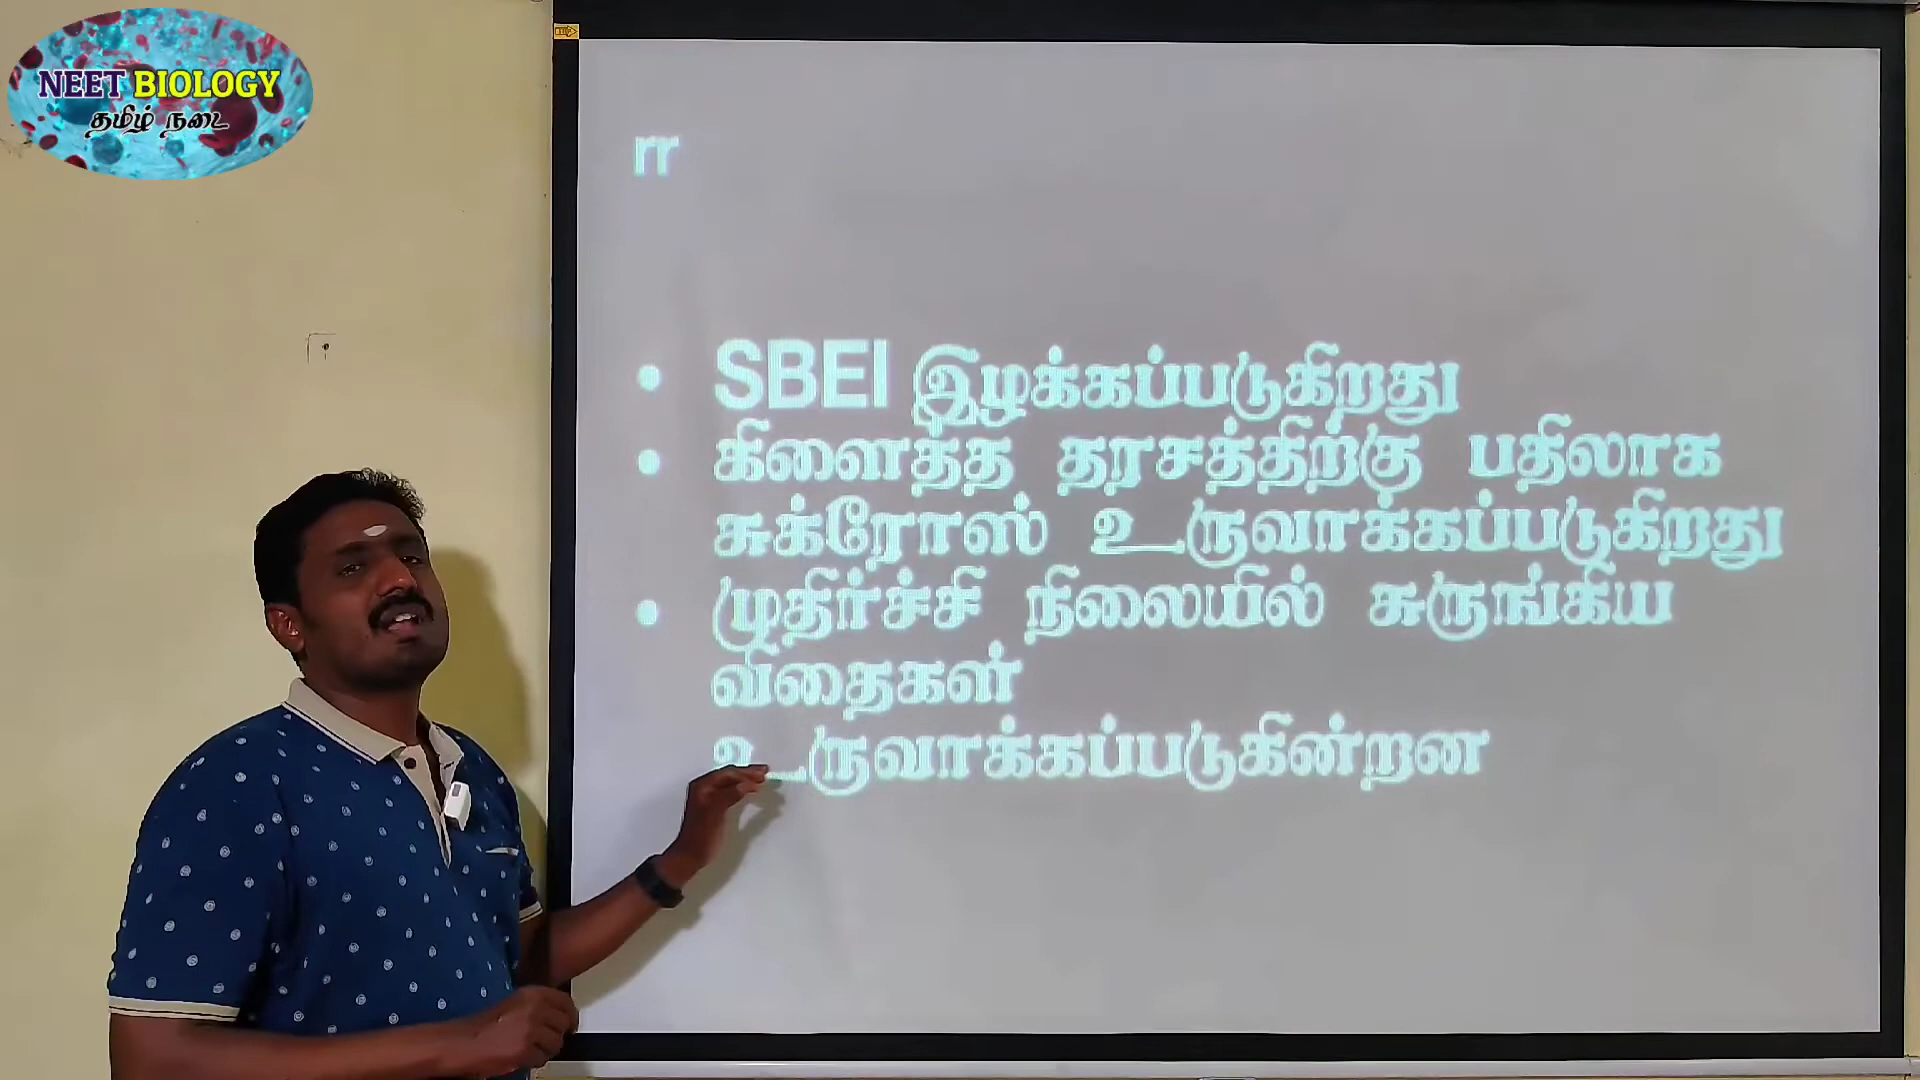 NEET BIOLOGY
தமிழ் நடை
rr
• SBEI இழக்கப்படுகிறது
• கிளைத்த தரசத்திற்கு பதிலாக
சுக்ரோஸ் உருவாக்கப்படுகிறது
• முதிர்ச்சி நிலையில் சுருங்கிய
விதைகள்
உருவாக்கப்படுகின்றன